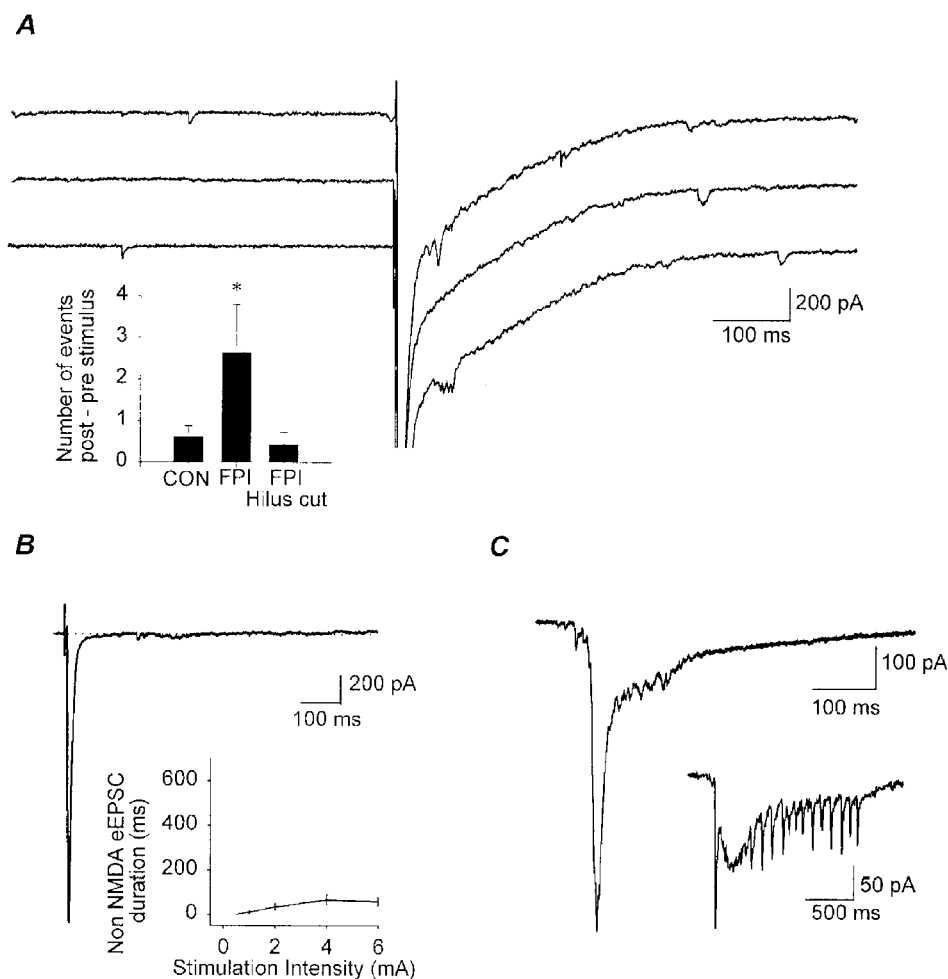 A
200 pA
100 ms
Number of events
post - pre stimulus
4
3
2
1
0
*
CON FPI FPI
Hilus cut
B
200 pA
100 ms
Non NMDA eEPSC
duration (ms)
600
400
200
0
0 2 4 6
Stimulation Intensity (mA)
C
100 pA
100 ms
50 pA
500 ms